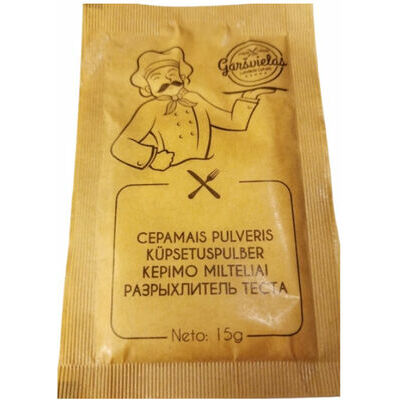 Garšvielas
CEPAMAIS PULVERIS
KÜPSETUSPULBER
KEPIMO MILTELIAI
РАЗРЫХЛИТЕЛЬ ТЕСТА
Neto: 15g